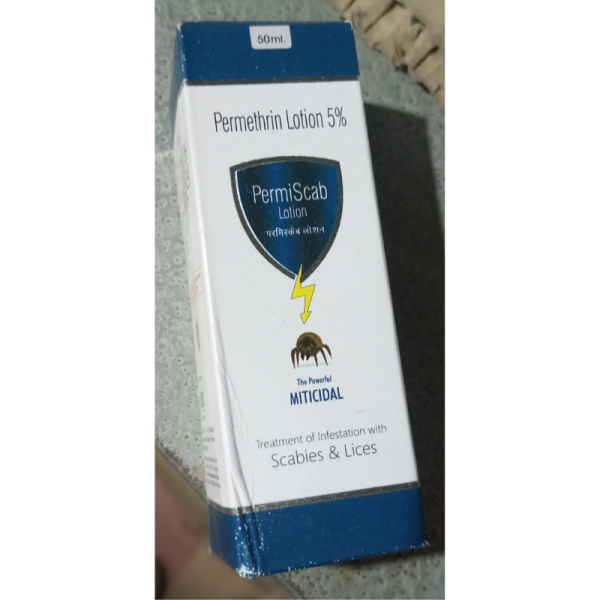 50ml.
Permethrin Lotion 5%
PermiScab
Lotion
परमिस्केब लोशन
The Powerful
MITICIDAL
Treatment of Infestation with
Scabies & Lices